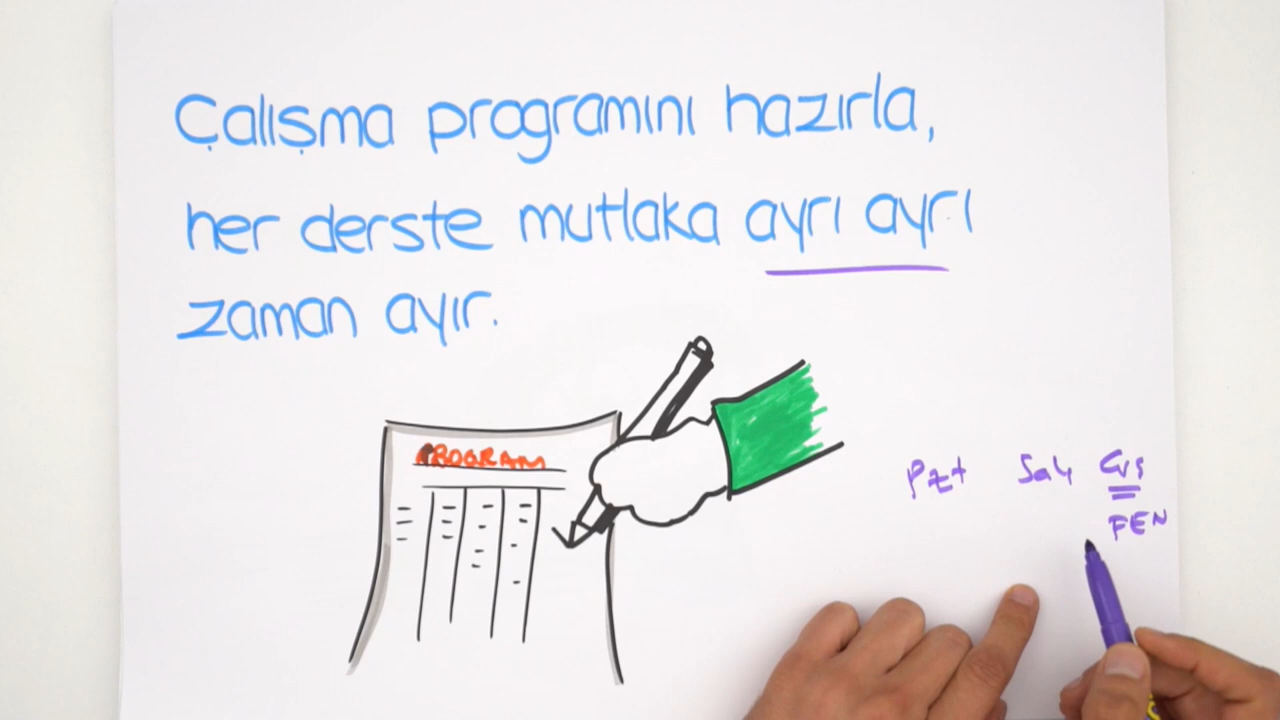 Çalışma programını hazırla,
her derste mutlaka ayrı ayrı
zaman ayır.
PROGRAM
Pzt Salı Çrş
FEN